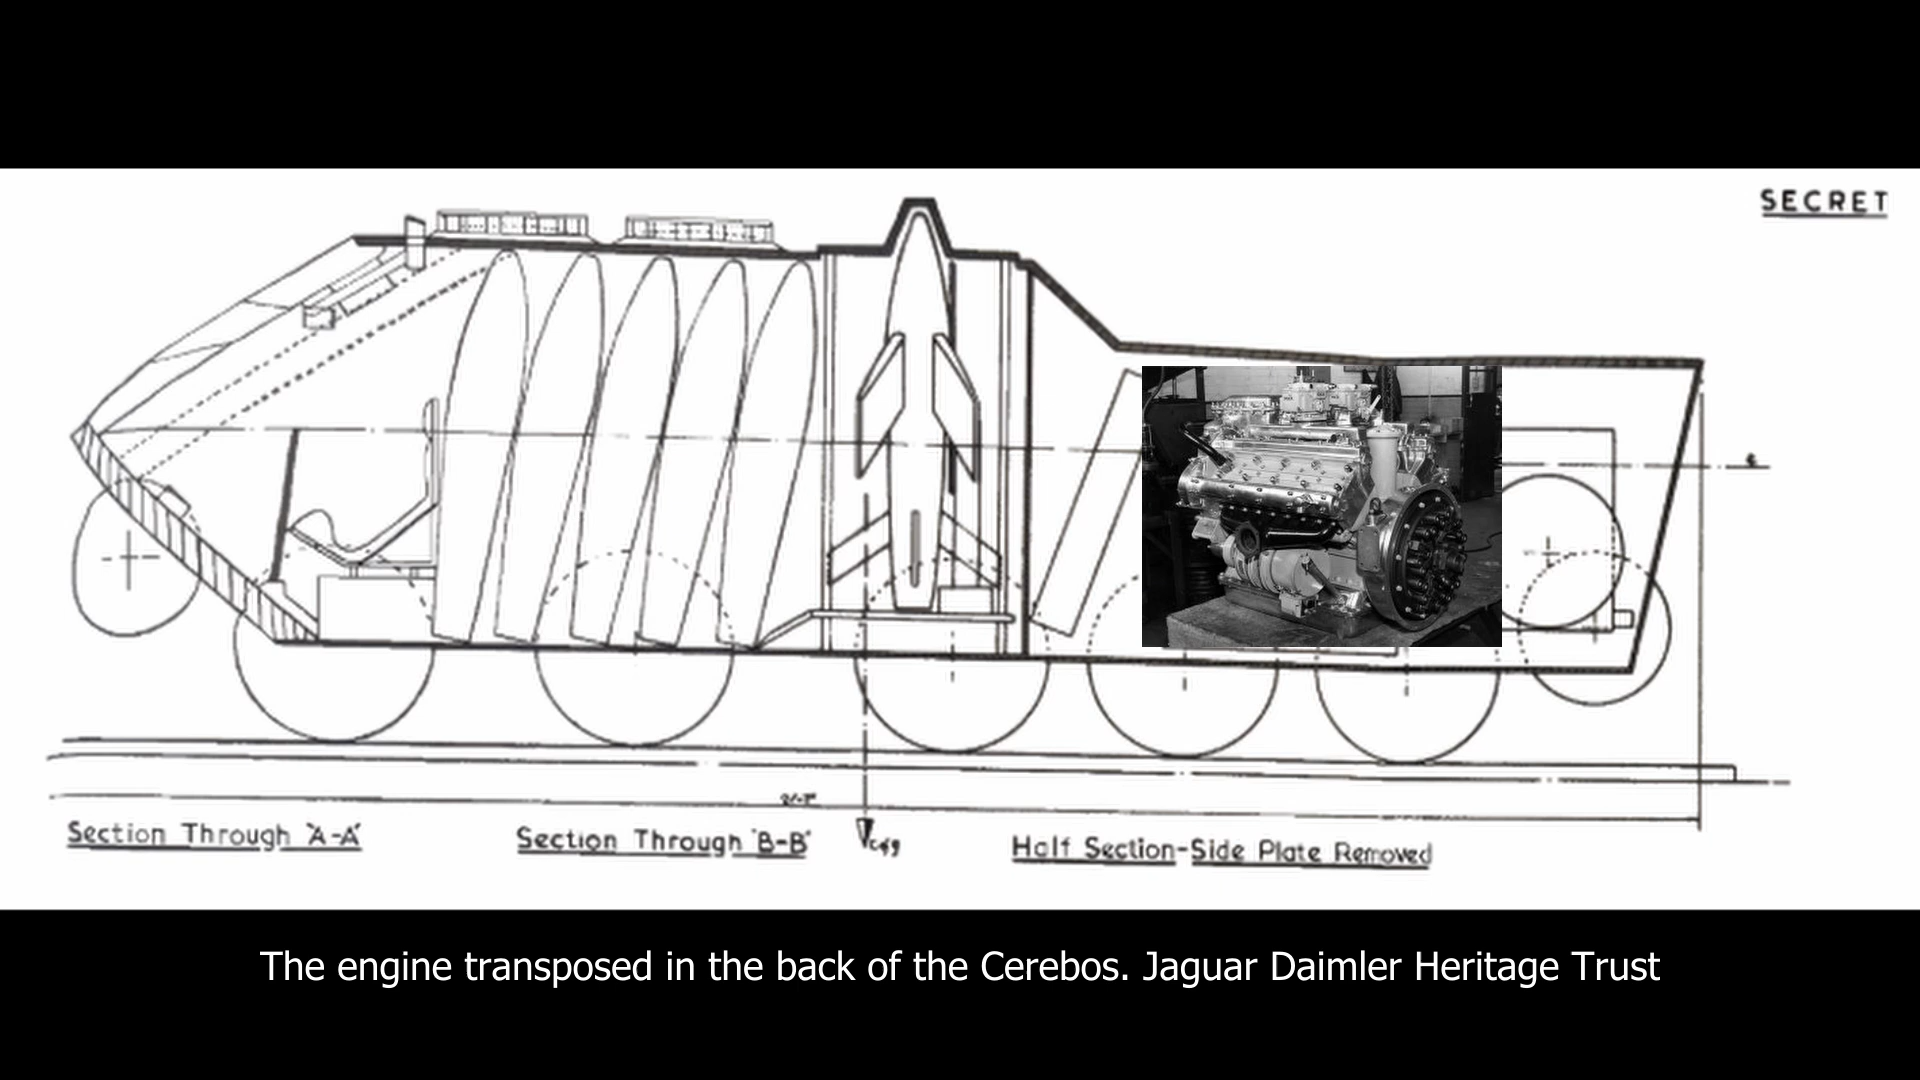 SECRET
Section Through 'A-A'
Section Through 'B-B'
C of g
Half Section-Side Plate Removed
The engine transposed in the back of the Cerebos. Jaguar Daimler Heritage Trust